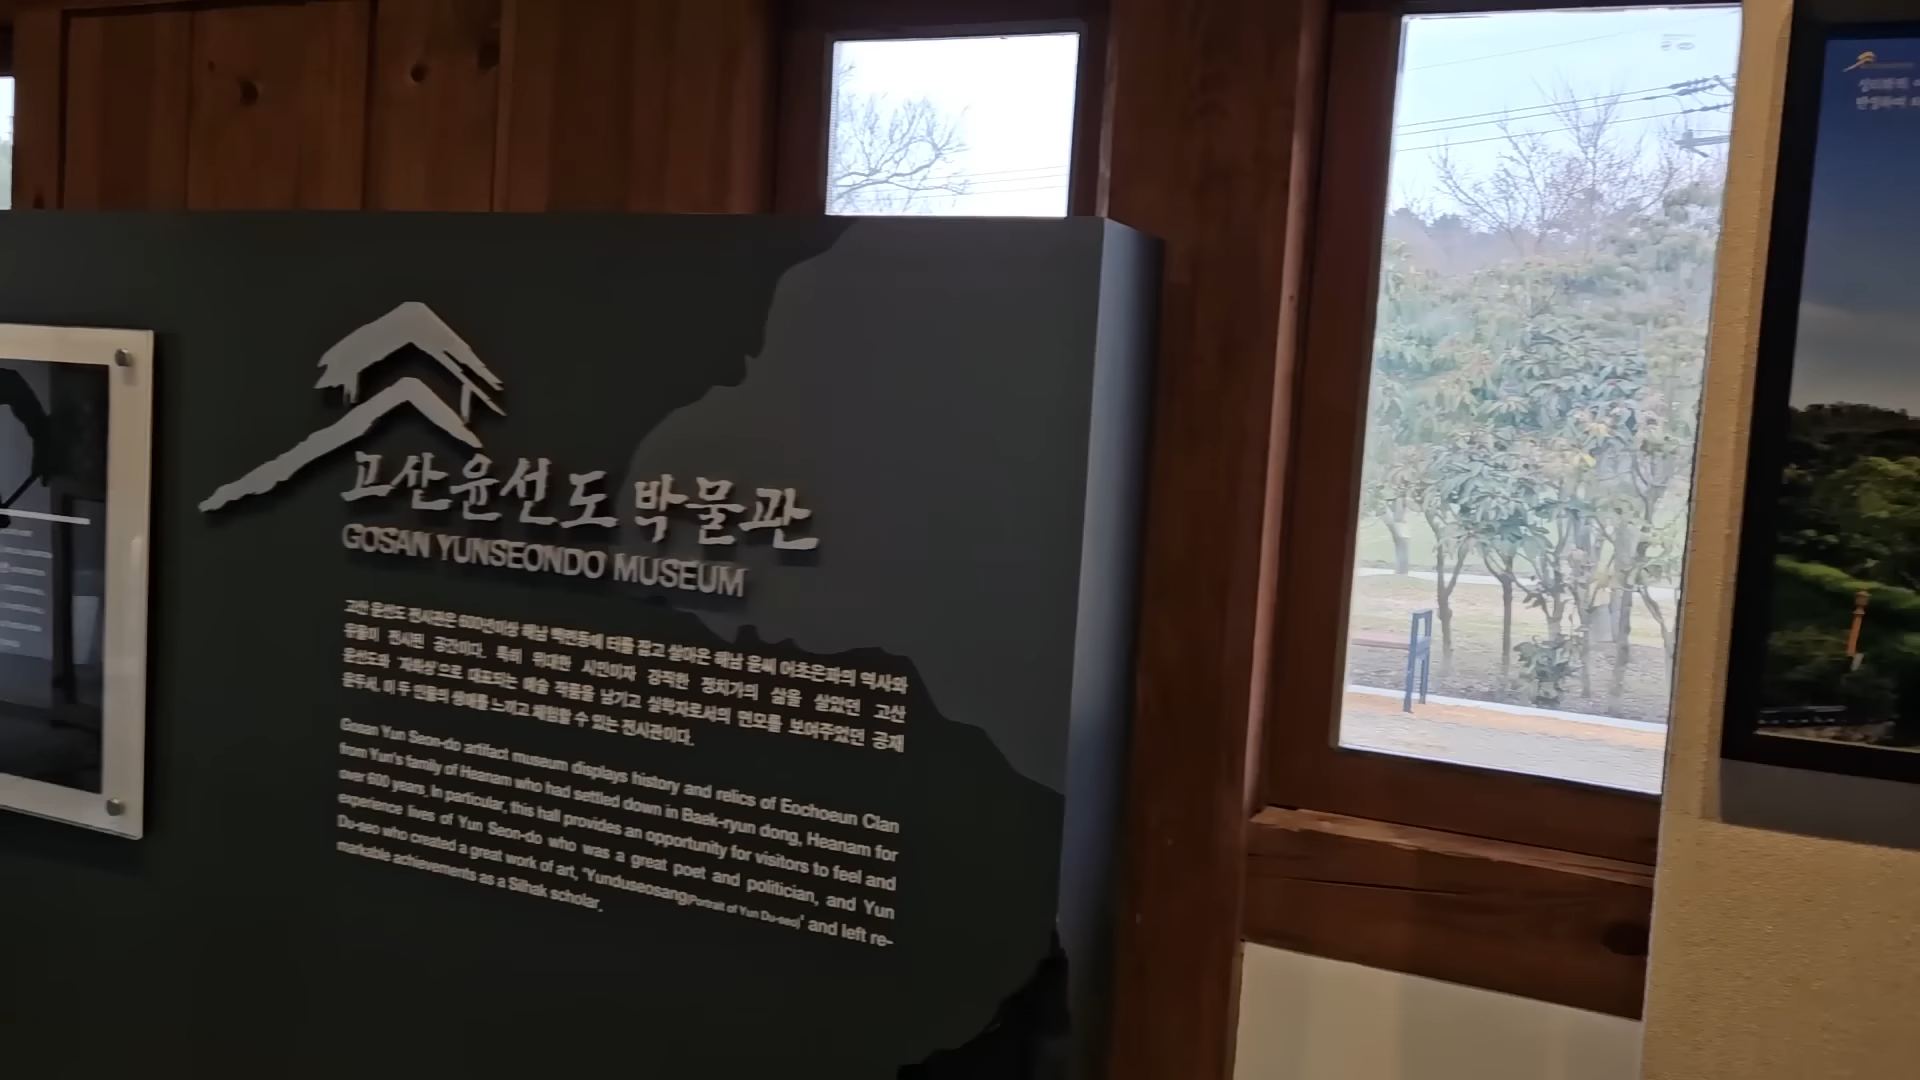 고산윤선도 박물관
GOSAN YUNSEONDO MUSEUM
고산 윤선도 전시관은 600년이상 해남 백련동에 터를 잡고 살아온 해남 윤씨 어초은파의 역사와
유물이 전시된 공간이다. 특히 위대한 시인이자 강직한 정치가의 삶을 살았던 고산
윤선도와 '자화상'으로 대표되는 예술 작품을 남기고 실학자로서의 면모를 보여주었던 공재
윤두서, 이 두 인물의 생애를 느끼고 체험할 수 있는 전시관이다.
Gosan Yun Seon-do artifact museum displays history and relics of Eochoeun Clan
from Yun's family of Heanam who had settled down in Baek-ryun dong, Heanam for
over 600 years. In particular, this hall provides an opportunity for visitors to feel and
experience lives of Yun Seon-do who was a great poet and politician, and Yun
Du-seo who created a great work of art, 'Yunduseosang(Portrait of Yun Du-seo)' and left re-
markable achievements as a Silhak scholar.